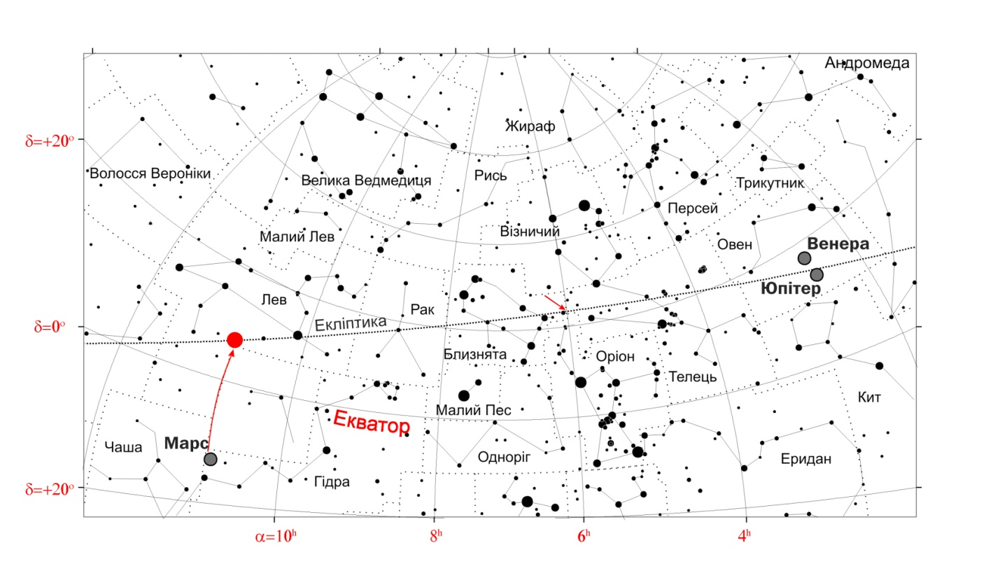 Андромеда
Жираф
δ=+20°
Волосся Вероніки
Велика Ведмедиця
Рись
Трикутник
Персей
Малий Лев
Візничий
Овен
Венера
Юпітер
Лев
Рак
Екліптика
δ=0°
Близнята
Оріон
Телець
Кит
Малий Пес
Екватор
Чаша
Марс
Одноріг
Еридан
Гідра
δ=+20°
α=10ʰ
8ʰ
6ʰ
4ʰ